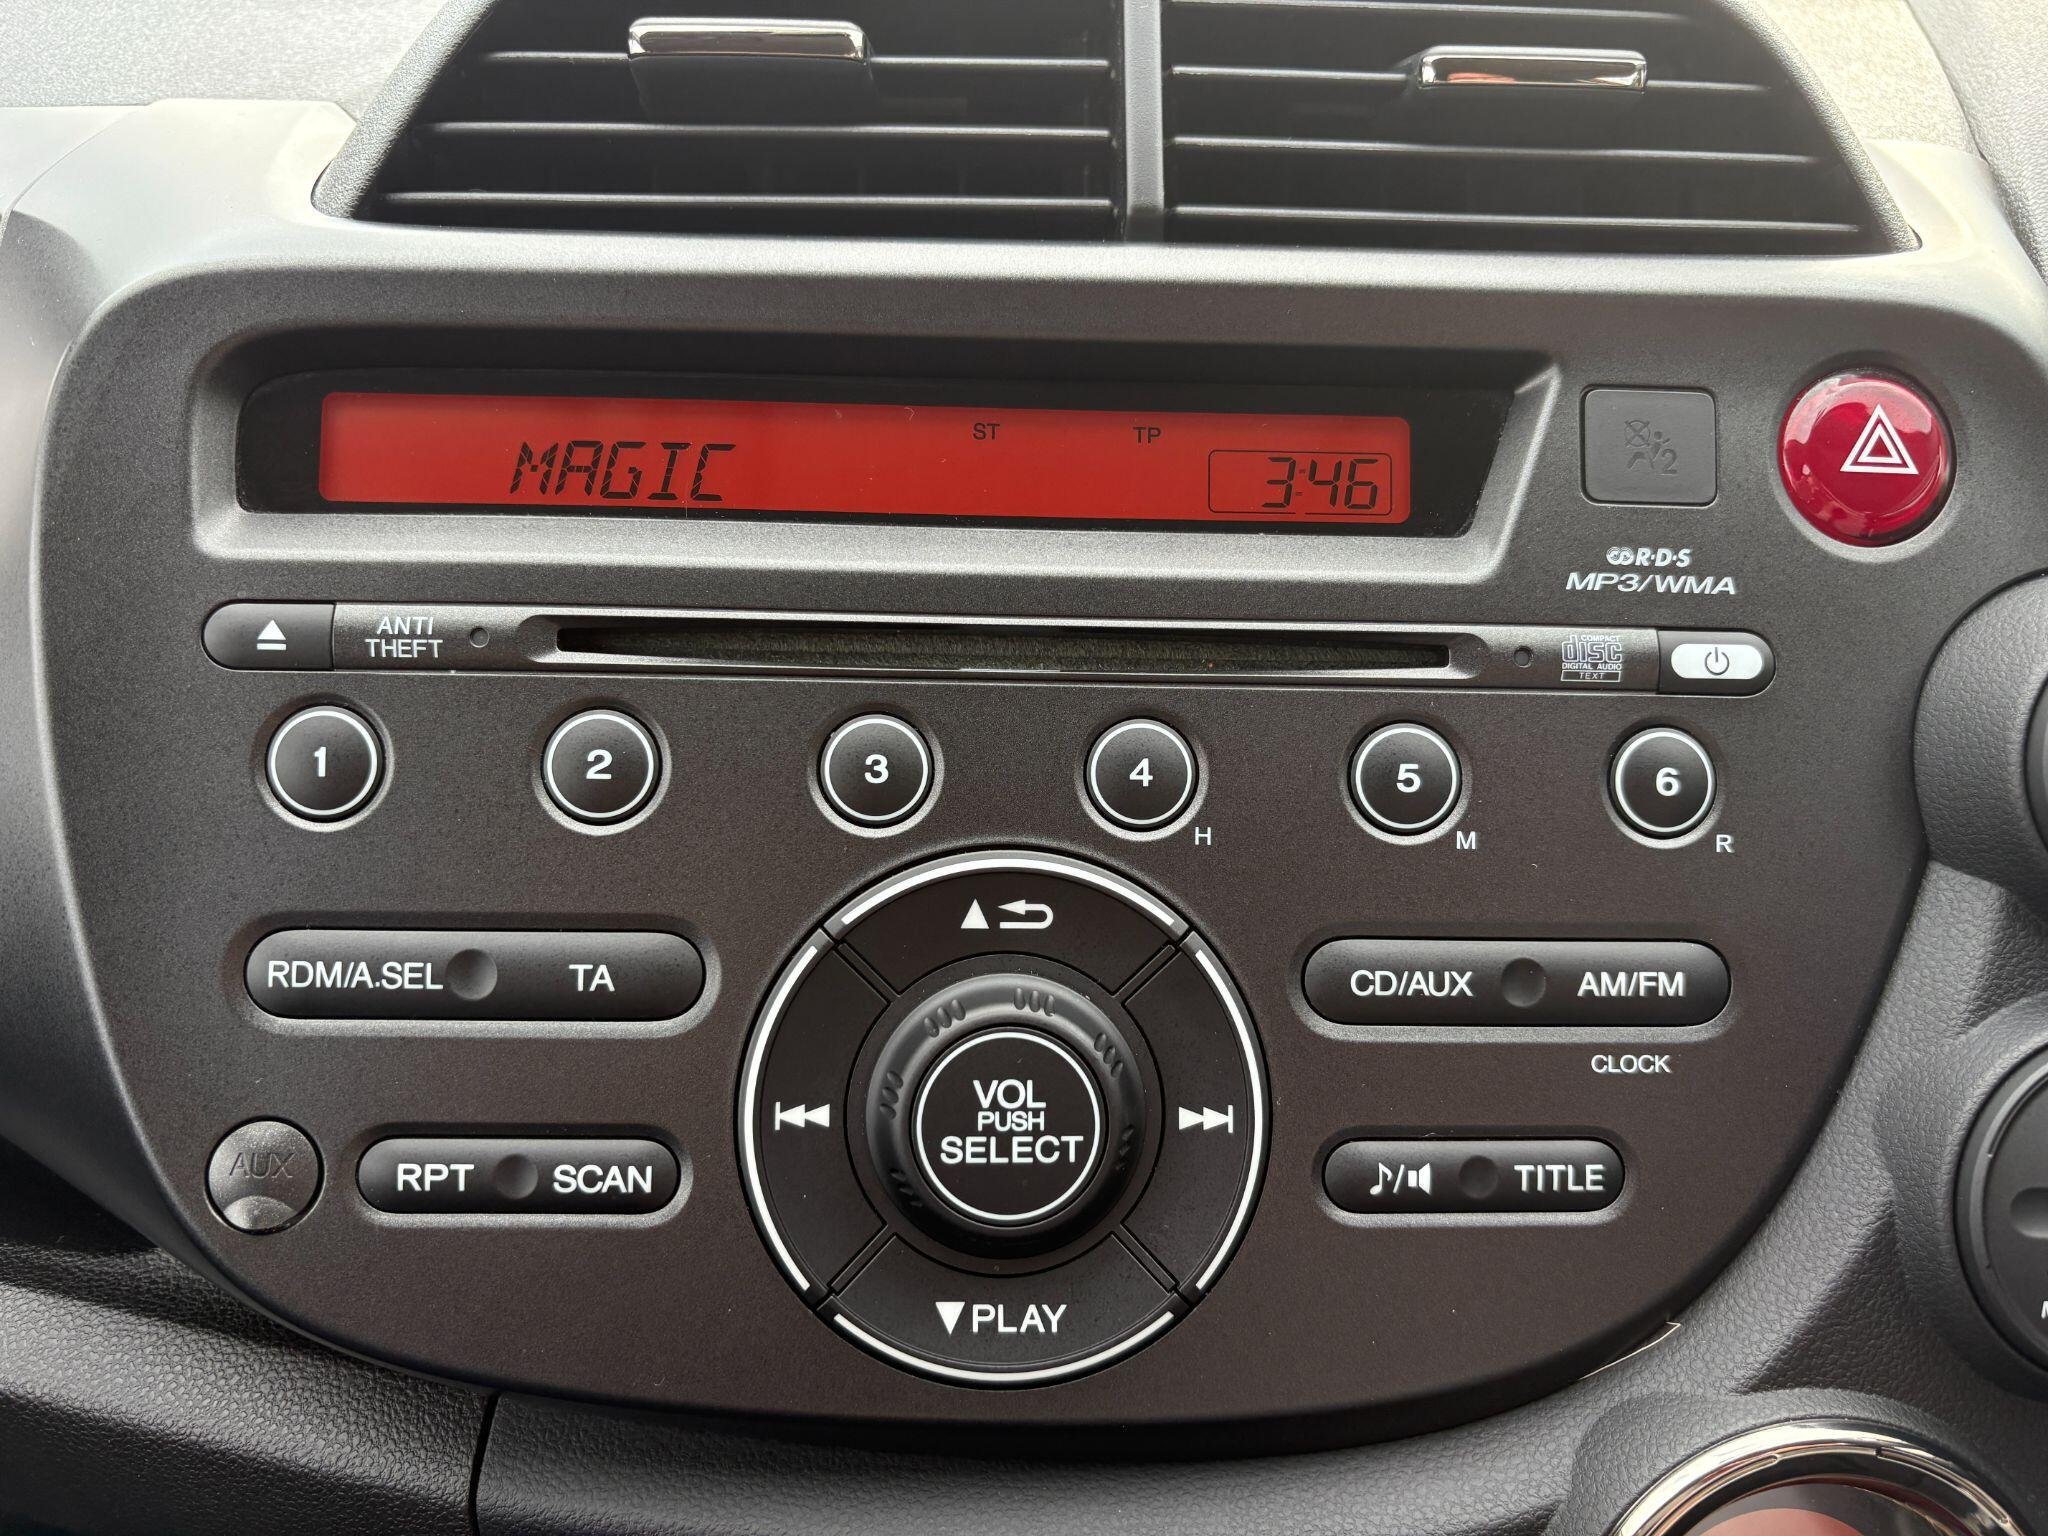 ST TP
MAGIC 3:46
2
R·D·S
MP3/WMA
ANTI
THEFT
COMPACT
disc
DIGITAL AUDIO
TEXT
1 2 3 4 5 6
H M R
RDM/A.SEL TA
CD/AUX AM/FM
CLOCK
AUX
RPT SCAN
VOL
PUSH
SELECT
TITLE
PLAY